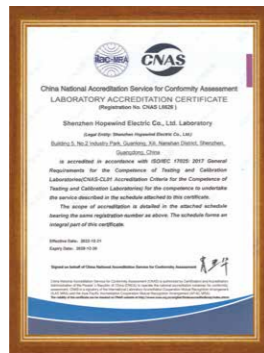 ilac-MRA
CNAS
China National Accreditation Service for Conformity Assessment
LABORATORY ACCREDITATION CERTIFICATE
(Registration No. CNAS
Shenzhen Hopewind Electric Co., Ltd. Laboratory
(Legal Entity: Shenzhen Hopewind Electric Co., Ltd.)
Building 5, No.2 Industry Park, Guanlong, Xili, Nanshan District, Shenzhen,
Guangdong, China
is accredited in accordance with ISO/IEC 17025: 2017 General
Requirements for the Competence of Testing and Calibration
Laboratories(CNAS-CL01 Accreditation Criteria for the Competence of
Testing and Calibration Laboratories) for the competence to undertake
the service described in the schedule attached to this certificate.
The scope of accreditation is detailed in the attached schedule
bearing the same registration number as above. The schedule forms an
integral part of this certificate.
Effective Date:
Expiry Date:
Signed on behalf of China National Accreditation Service for Conformity Assessment